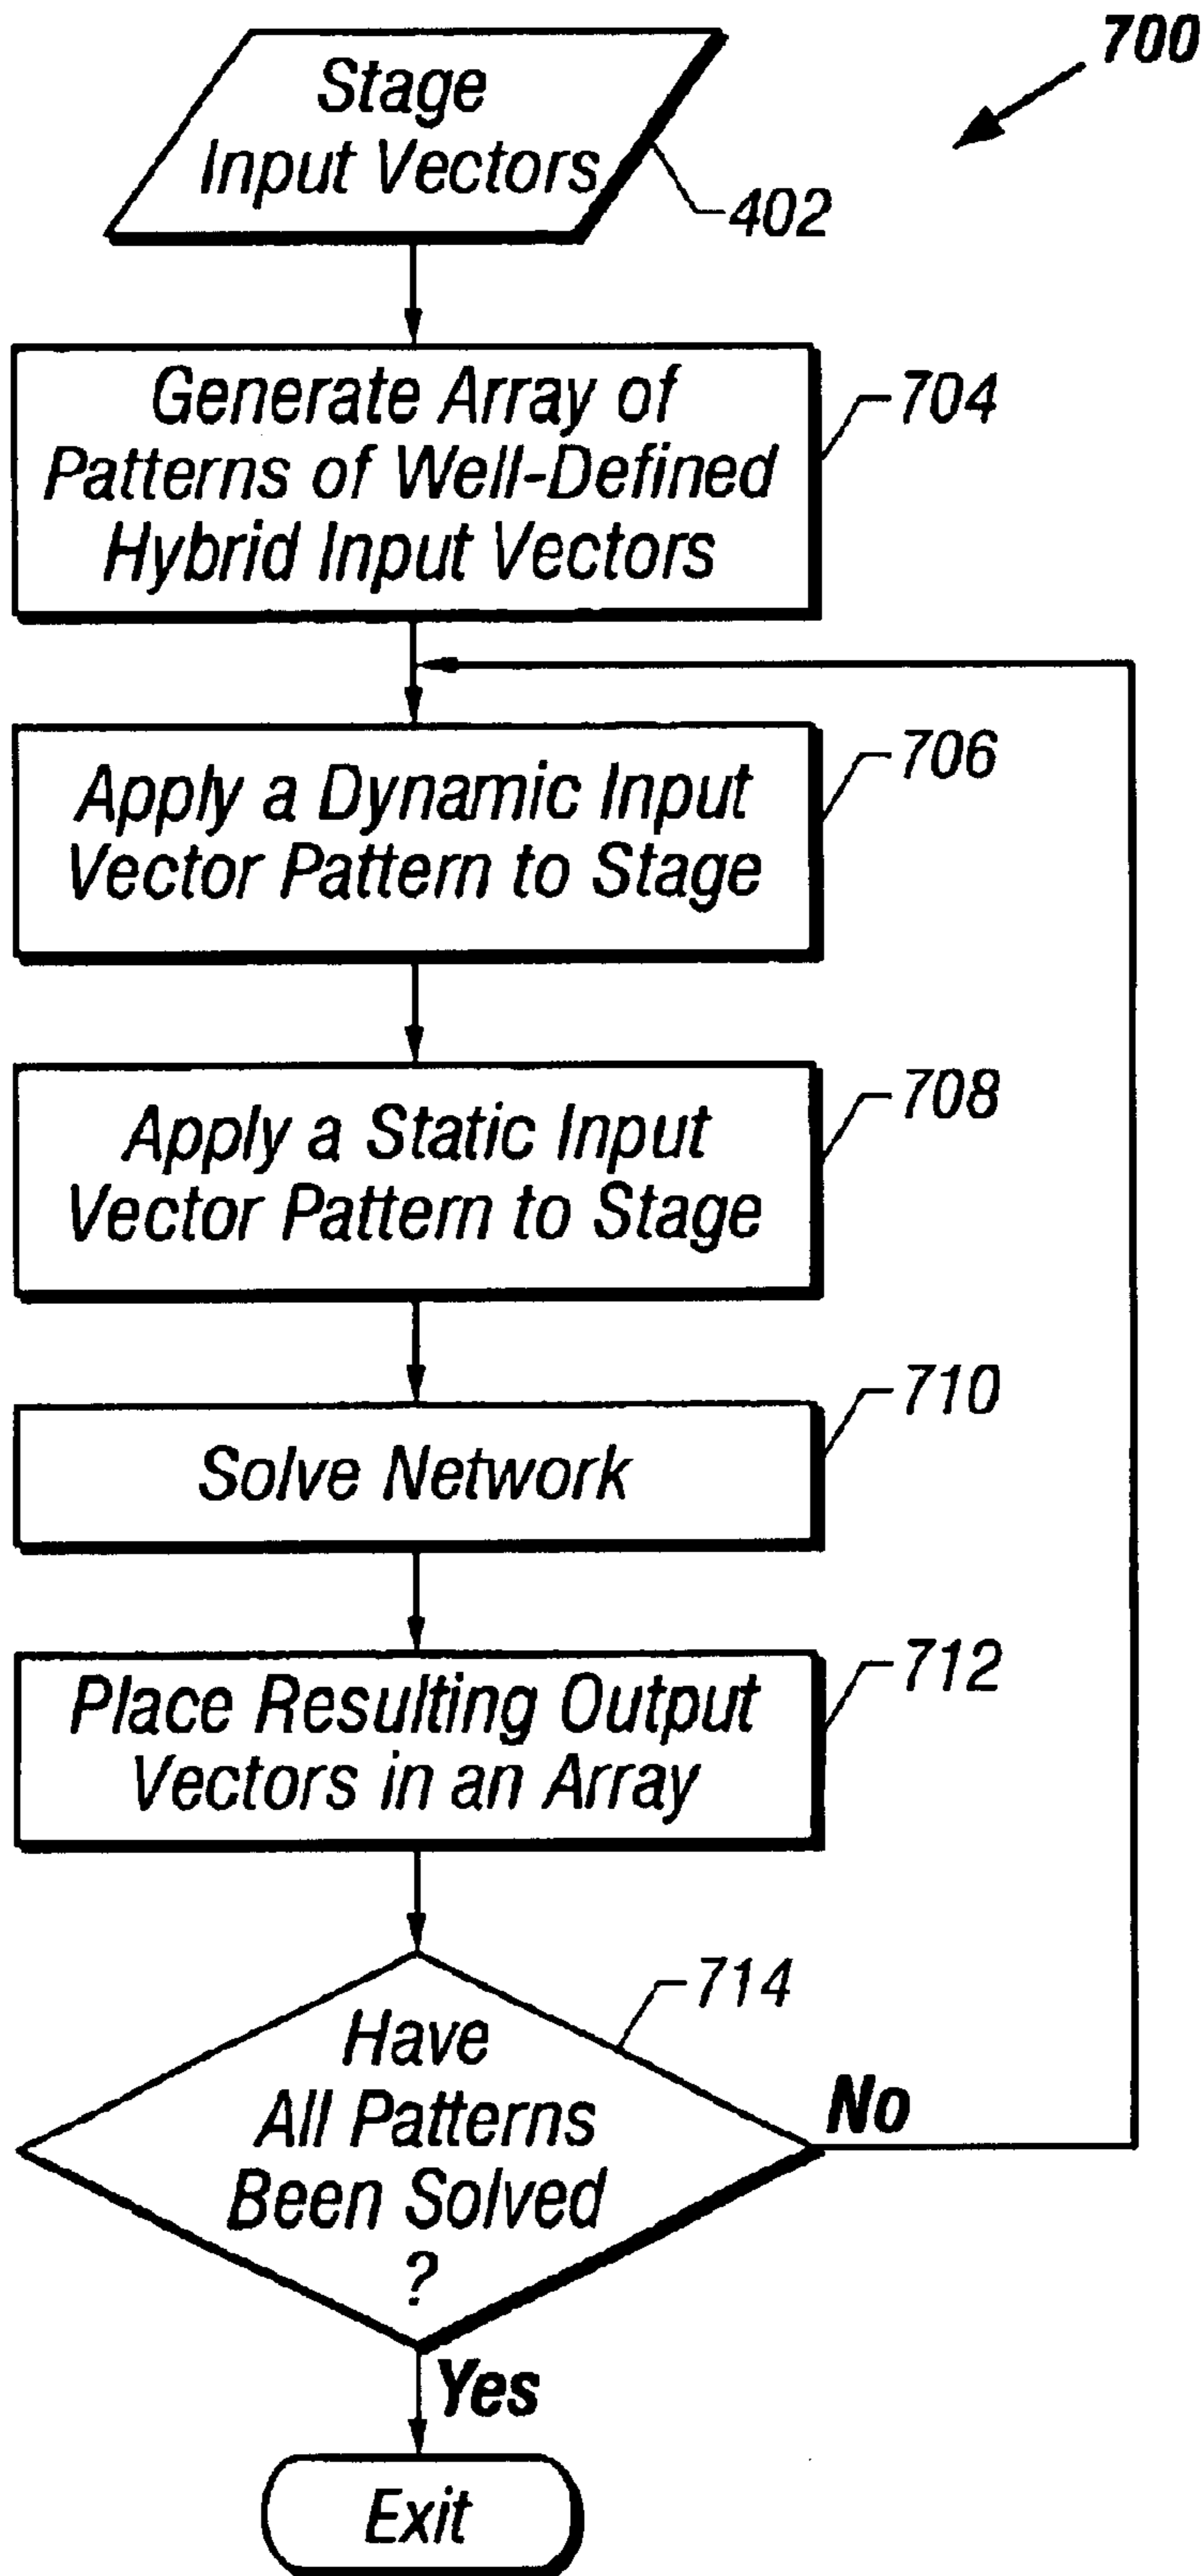 700
Stage
Input Vectors
402
Generate Array of
Patterns of Well-Defined
Hybrid Input Vectors
704
Apply a Dynamic Input
Vector Pattern to Stage
706
Apply a Static Input
Vector Pattern to Stage
708
Solve Network
710
Place Resulting Output
Vectors in an Array
712
Have
All Patterns
Been Solved
?
714
No
Yes
Exit